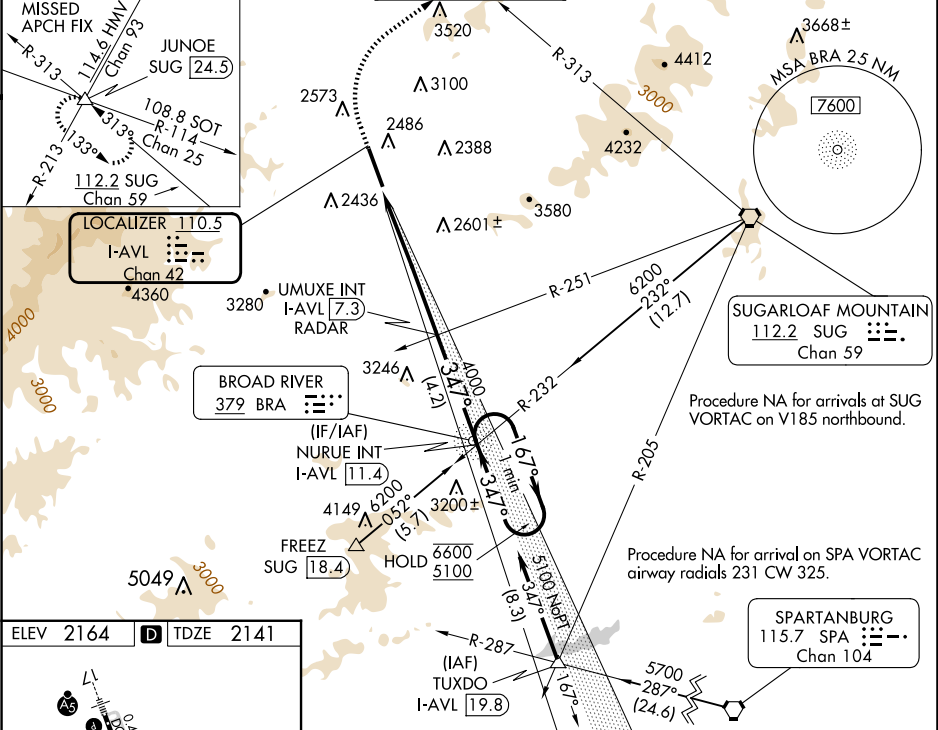 MISSED
APCH FIX
R-313
114.6 HMV
Chan 93
JUNOE
SUG 24.5
108.8 SOT
R-114
Chan 25
313°
133°
R-213
112.2 SUG
Chan 59
3520
3100
2573
2486
2388
2436
2601±
R-313
4412
3000
4232
3580
3668±
MSA BRA 25 NM
7600
LOCALIZER 110.5
I-AVL
Chan 42
4360
4000
3000
3280
UMUXE INT
I-AVL 7.3
RADAR
R-251
6200
232°
(12.7)
SUGARLOAF MOUNTAIN
112.2 SUG
Chan 59
3246
347°
4000
(4.2)
BROAD RIVER
379 BRA
R-232
Procedure NA for arrivals at SUG
VORTAC on V185 northbound.
R-205
(IF/IAF)
NURUE INT
I-AVL 11.4
167°
1 min
347°
4149
6200
052°
(5.7)
3200±
FREEZ
SUG 18.4
HOLD 6600
5100
5049
3000
5100 NoPT
347°
(8.3)
Procedure NA for arrival on SPA VORTAC
airway radials 231 CW 325.
ELEV 2164 D TDZE 2141
R-287
(IAF)
TUXDO
I-AVL 19.8
167°
5700
287°
(24.6)
SPARTANBURG
115.7 SPA
Chan 104
17
A5